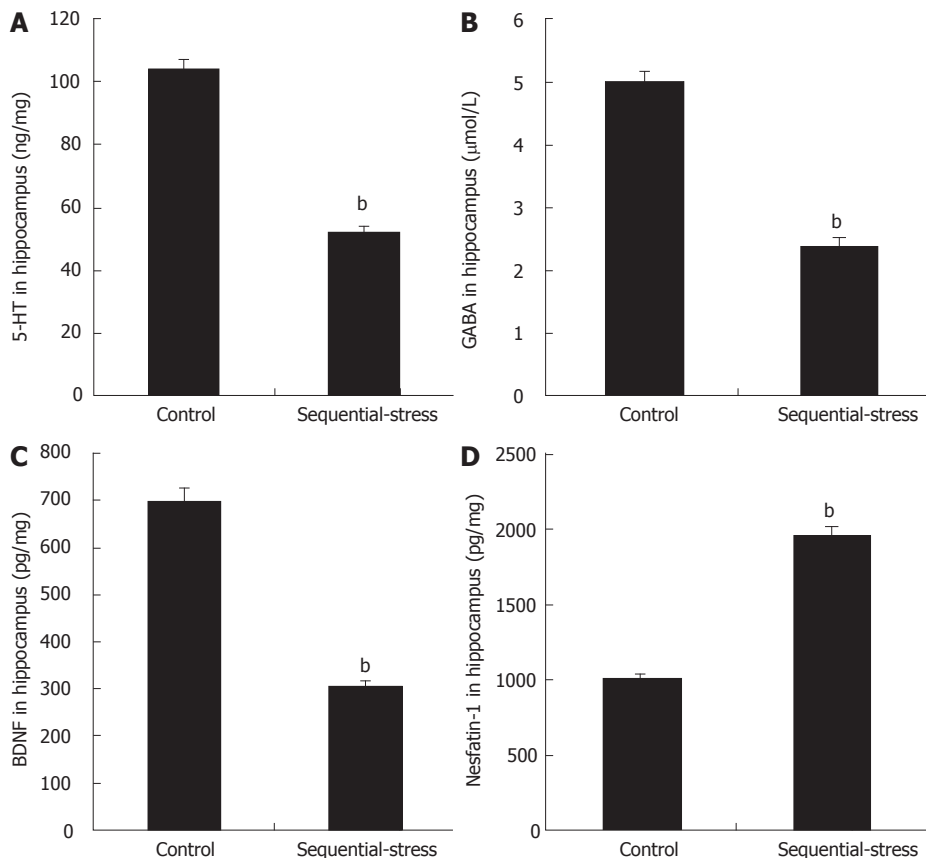 A
5-HT in hippocampus (ng/mg)
120
100
80
60
40
20
0
b
Control
Sequential-stress
B
GABA in hippocampus (μmol/L)
6
5
4
3
2
1
0
b
Control
Sequential-stress
C
BDNF in hippocampus (pg/mg)
800
700
600
500
400
300
200
100
0
b
Control
Sequential-stress
D
Nesfatin-1 in hippocampus (pg/mg)
2500
2000
1500
1000
500
0
b
Control
Sequential-stress